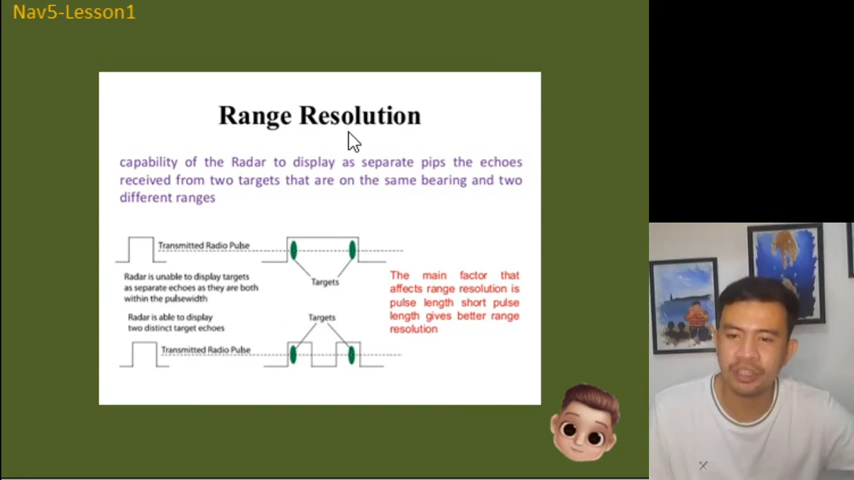 Nav5-Lesson1
Range Resolution
capability of the Radar to display as separate pips the echoes
received from two targets that are on the same bearing and two
different ranges
Transmitted Radio Pulse
Radar is unable to display targets
as separate echoes as they are both
within the pulsewidth
Targets
Radar is able to display
two distinct target echoes
Targets
Transmitted Radio Pulse
The main factor that
affects range resolution is
pulse length short pulse
length gives better range
resolution